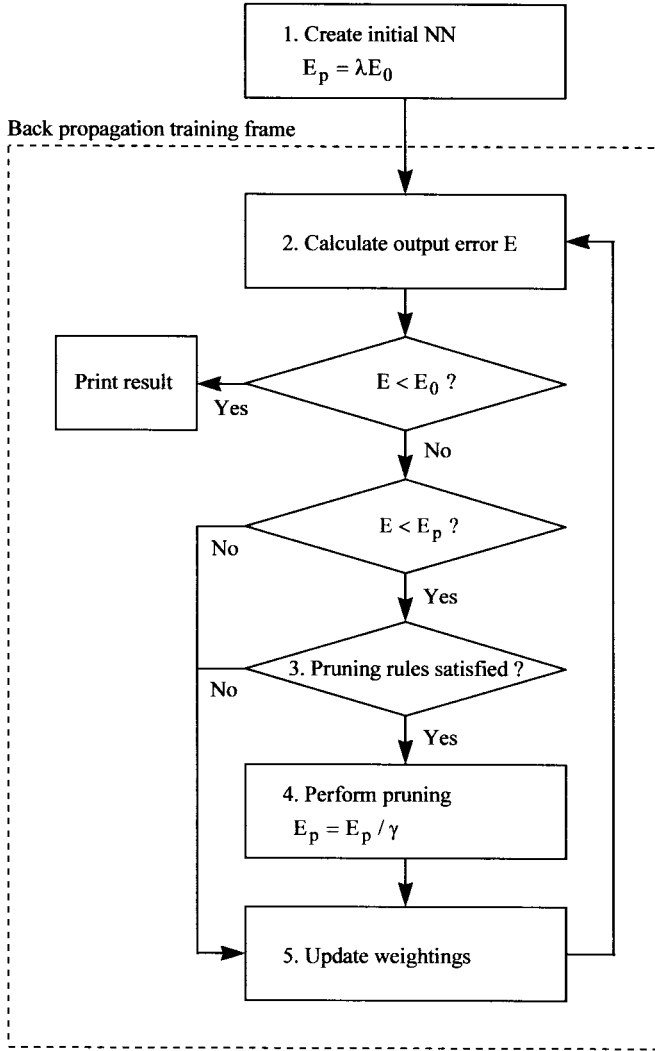 1. Create initial NN
E_p = λE_0
Back propagation training frame
2. Calculate output error E
E < E_0 ?
Print result
Yes
No
E < E_p ?
No
Yes
3. Pruning rules satisfied ?
No
Yes
4. Perform pruning
E_p = E_p / γ
5. Update weightings